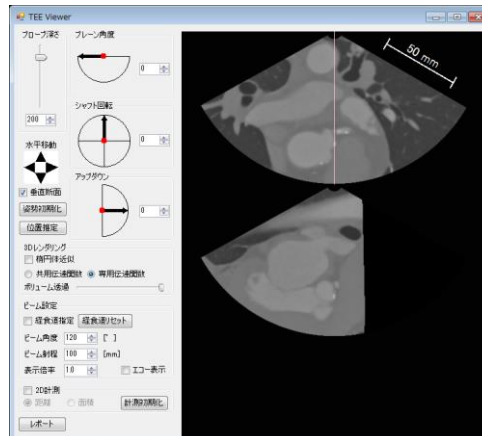 TEE Viewer
プローブ深さ
プレーン角度
0
シャフト回転
200
0
水平移動
アップダウン
垂直断面
0
姿勢初期化
位置推定
3Dレンダリング
楕円体近似
共用伝達関数 専用伝達関数
ボリューム透過
ビーム設定
経食道指定 経食道リセット
ビーム角度 120 [°]
ビーム射程 100 [mm]
表示倍率 1.0 エコー表示
2D計測
距離 面積 計測初期化
レポート
50 mm